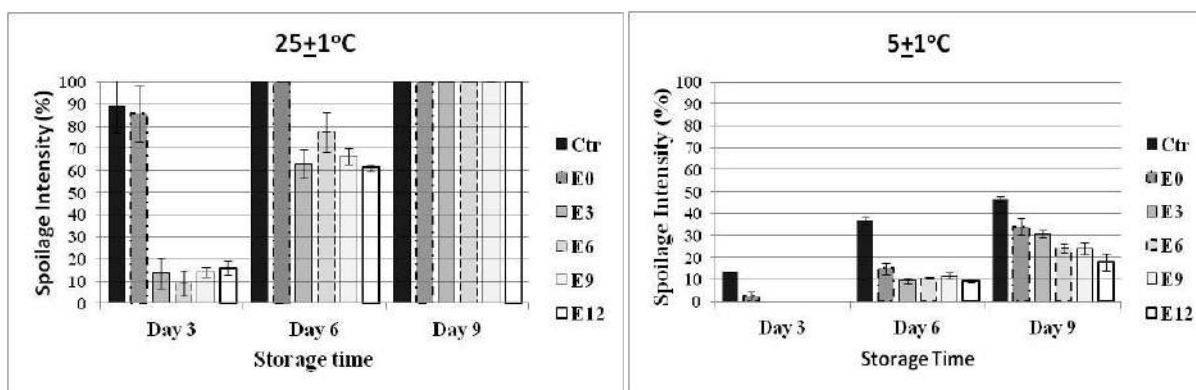 25±1°C
Spoilage Intensity (%)
100
90
80
70
60
50
40
30
20
10
0
Day 3 Day 6 Day 9
Storage time
Ctr
E0
E3
E6
E9
E12
5±1°C
Spoilage Intensity (%)
100
90
80
70
60
50
40
30
20
10
0
Day 3 Day 6 Day 9
Storage Time
Ctr
E0
E3
E6
E9
E12